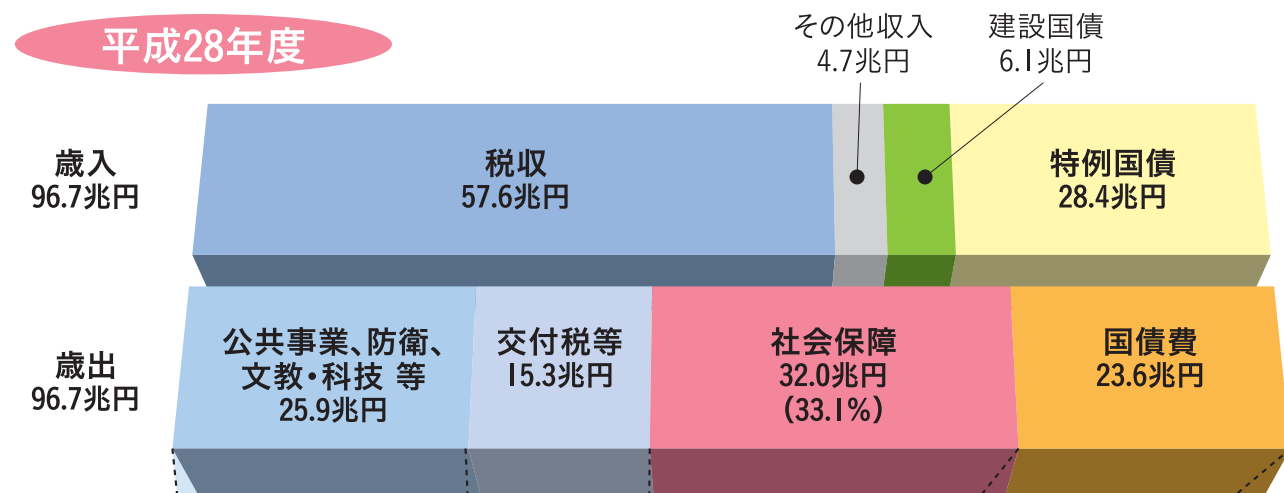 平成28年度
その他収入
4.7兆円
建設国債
6.1兆円
歳入
96.7兆円
税収
57.6兆円
特例国債
28.4兆円
歳出
96.7兆円
公共事業、防衛、
文教・科技 等
25.9兆円
交付税等
15.3兆円
社会保障
32.0兆円
(33.1%)
国債費
23.6兆円